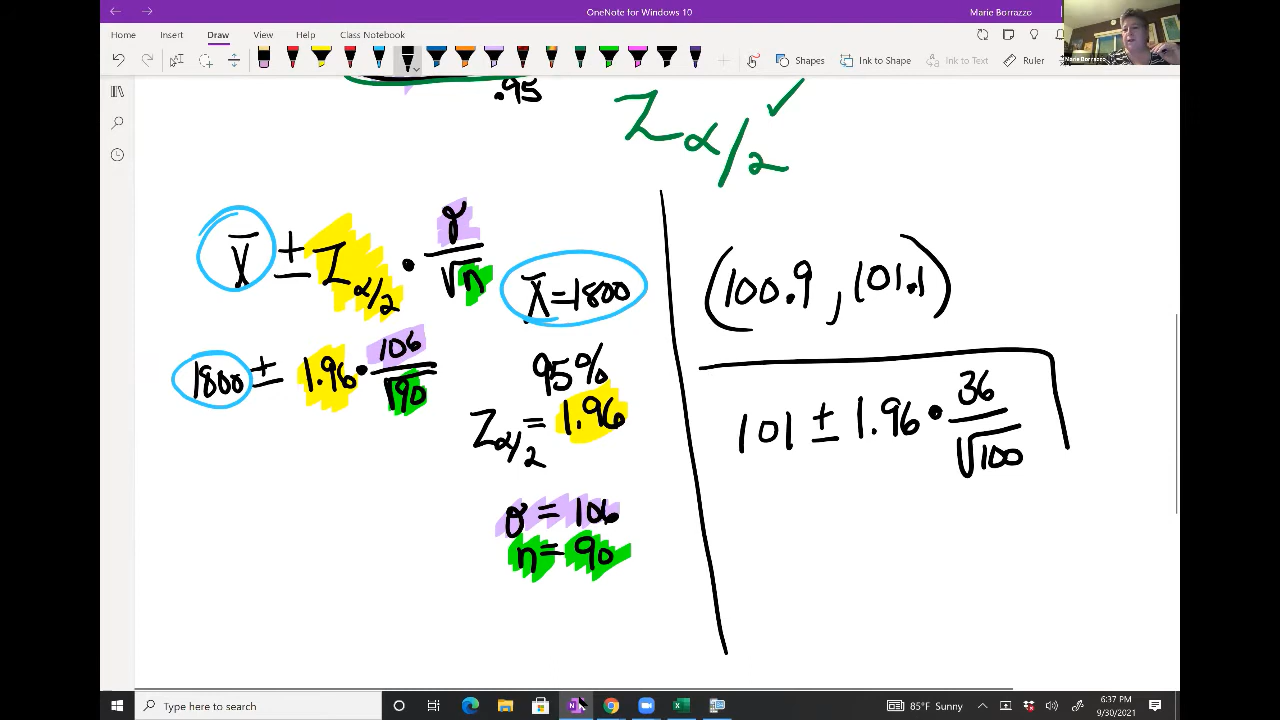 OneNote for Windows 10
Marie Borrazzo
Home Insert Draw View Help Class Notebook
Shapes Ink to Shape Ink to Text Ruler
Marie Borrazzo
.95
Zα/2 ✓
X̄ ± Zα/2 • σ/√n
X̄=1800
1800 ± 1.96 • 106/√90
95%
Zα/2 = 1.96
σ = 106
n = 90
(100.9, 101.1)
101 ± 1.96 • 36/√100
Type here to search
85°F Sunny
6:37 PM
9/30/2021